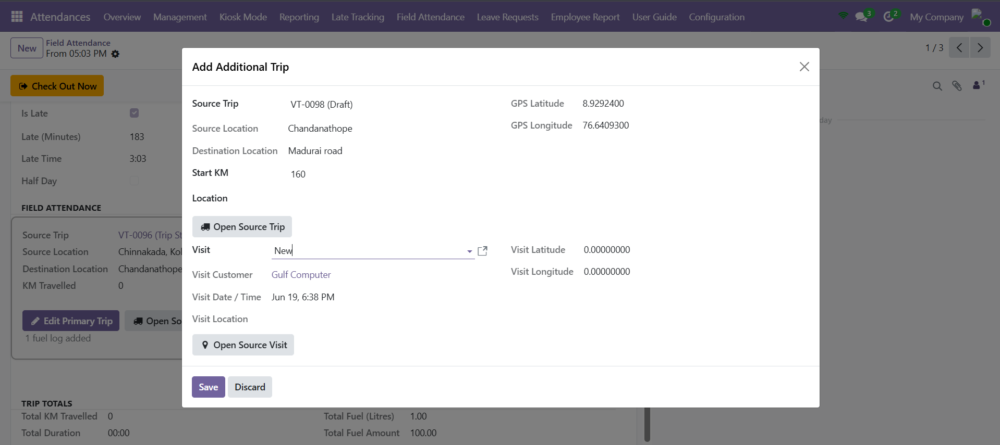 Attendances Overview Management Kiosk Mode Reporting Late Tracking Field Attendance Leave Requests Employee Report User Guide Configuration 3 2 My Company
New Field Attendance
From 05:03 PM
1 / 3
Check Out Now
1
Is Late
Late (Minutes) 183
Late Time 3:03
Half Day
FIELD ATTENDANCE
Source Trip VT-0096 (Trip St
Source Location Chinnakada, Kol
Destination Location Chandanathope
KM Travelled 0
Edit Primary Trip Open So
1 fuel log added
TRIP TOTALS
Total KM Travelled 0 Total Fuel (Litres) 1.00
Total Duration 00:00 Total Fuel Amount 100.00
day
Add Additional Trip
Source Trip VT-0098 (Draft) GPS Latitude 8.9292400
Source Location Chandanathope GPS Longitude 76.6409300
Destination Location Madurai road
Start KM 160
Location
Open Source Trip
Visit New Visit Latitude 0.00000000
Visit Customer Gulf Computer Visit Longitude 0.00000000
Visit Date / Time Jun 19, 6:38 PM
Visit Location
Open Source Visit
Save Discard